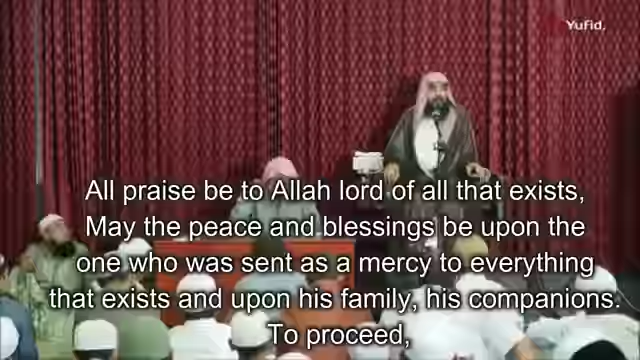 Yufid.
All praise be to Allah lord of all that exists,
May the peace and blessings be upon the
one who was sent as a mercy to everything
that exists and upon his family, his companions.
To proceed,